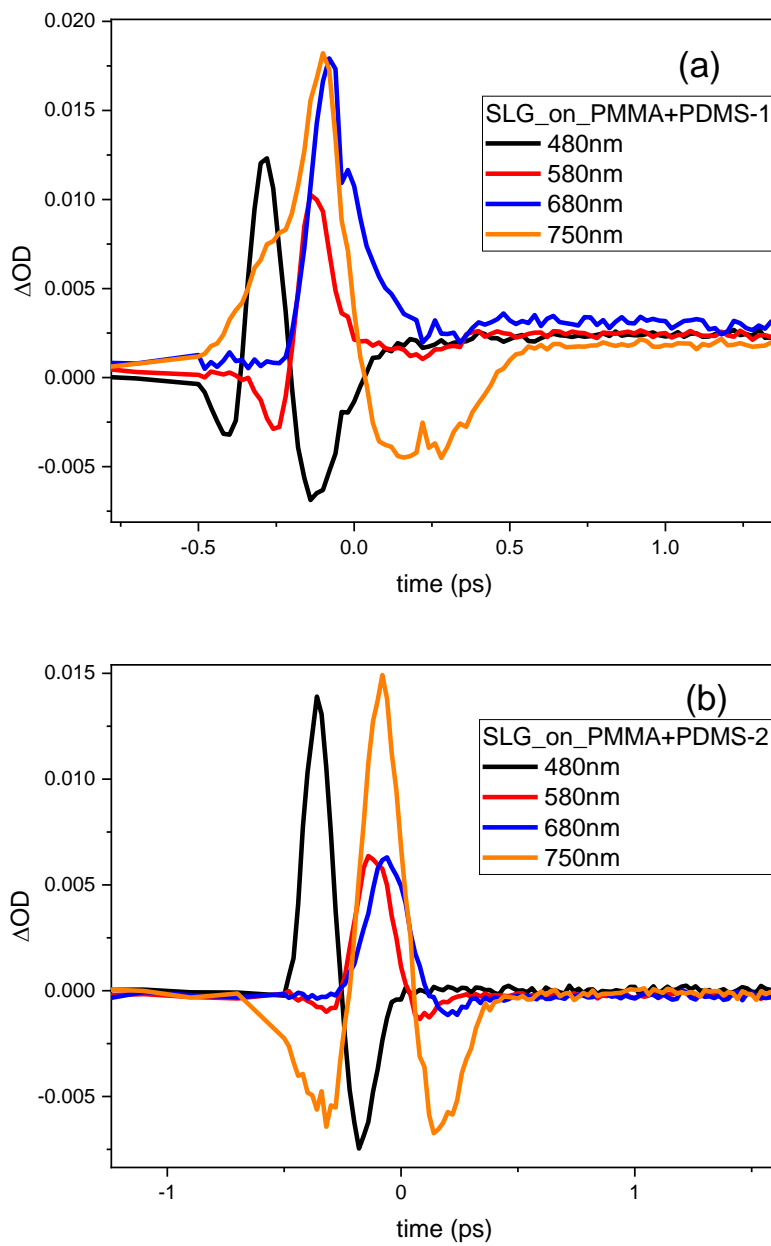 0.020
(a)
SLG_on_PMMA+PDMS-1
480nm
580nm
680nm
750nm
0.015
0.010
0.005
0.000
-0.005
ΔOD
-0.5 0.0 0.5 1.0
time (ps)
0.015
(b)
SLG_on_PMMA+PDMS-2
480nm
580nm
680nm
750nm
0.010
0.005
0.000
-0.005
ΔOD
-1 0 1
time (ps)